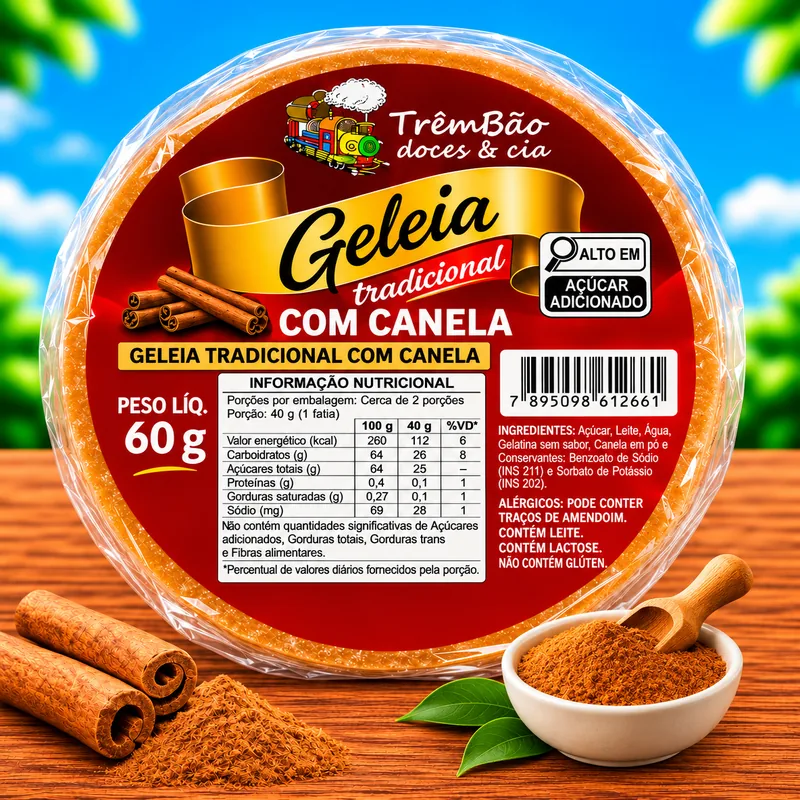 TrêmBão
doces & cia
Geleia
tradicional
COM CANELA
ALTO EM
AÇÚCAR
ADICIONADO
GELEIA TRADICIONAL COM CANELA
PESO LÍQ.
60 g
INFORMAÇÃO NUTRICIONAL
Porções por embalagem: Cerca de 2 porções
Porção: 40 g (1 fatia)
100 g 40 g %VD*
Valor energético (kcal) 260 112 6
Carboidratos (g) 64 26 8
Açúcares totais (g) 64 25 –
Proteínas (g) 0,4 0,1 1
Gorduras saturadas (g) 0,27 0,1 1
Sódio (mg) 69 28 1
Não contém quantidades significativas de Açúcares
adicionados, Gorduras totais, Gorduras trans
e Fibras alimentares.
*Percentual de valores diários fornecidos pela porção.
7 895098 612661
INGREDIENTES: Açúcar, Leite, Água,
Gelatina sem sabor, Canela em pó e
Conservantes: Benzoato de Sódio
(INS 211) e Sorbato de Potássio
(INS 202).
ALÉRGICOS: PODE CONTER
TRAÇOS DE AMENDOIM.
CONTÉM LEITE.
CONTÉM LACTOSE.
NÃO CONTÉM GLÚTEN.